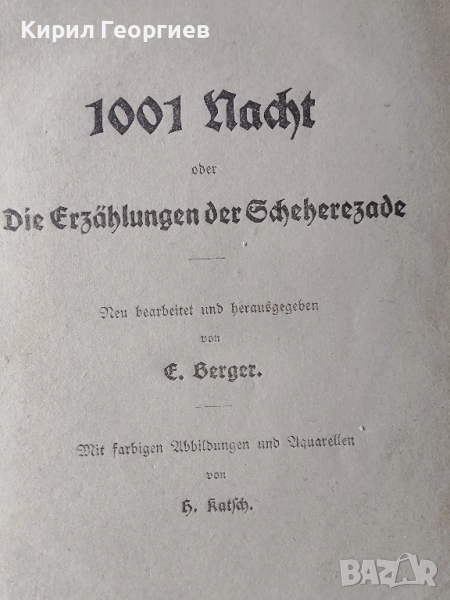 Кирил Георгиев
1001 Nacht
oder
Die Erzählungen der Scheherezade
Neu bearbeitet und herausgegeben
von
E. Berger.
Mit farbigen Abbildungen und Aquarellen
von
H. Katsch.
BAZAR